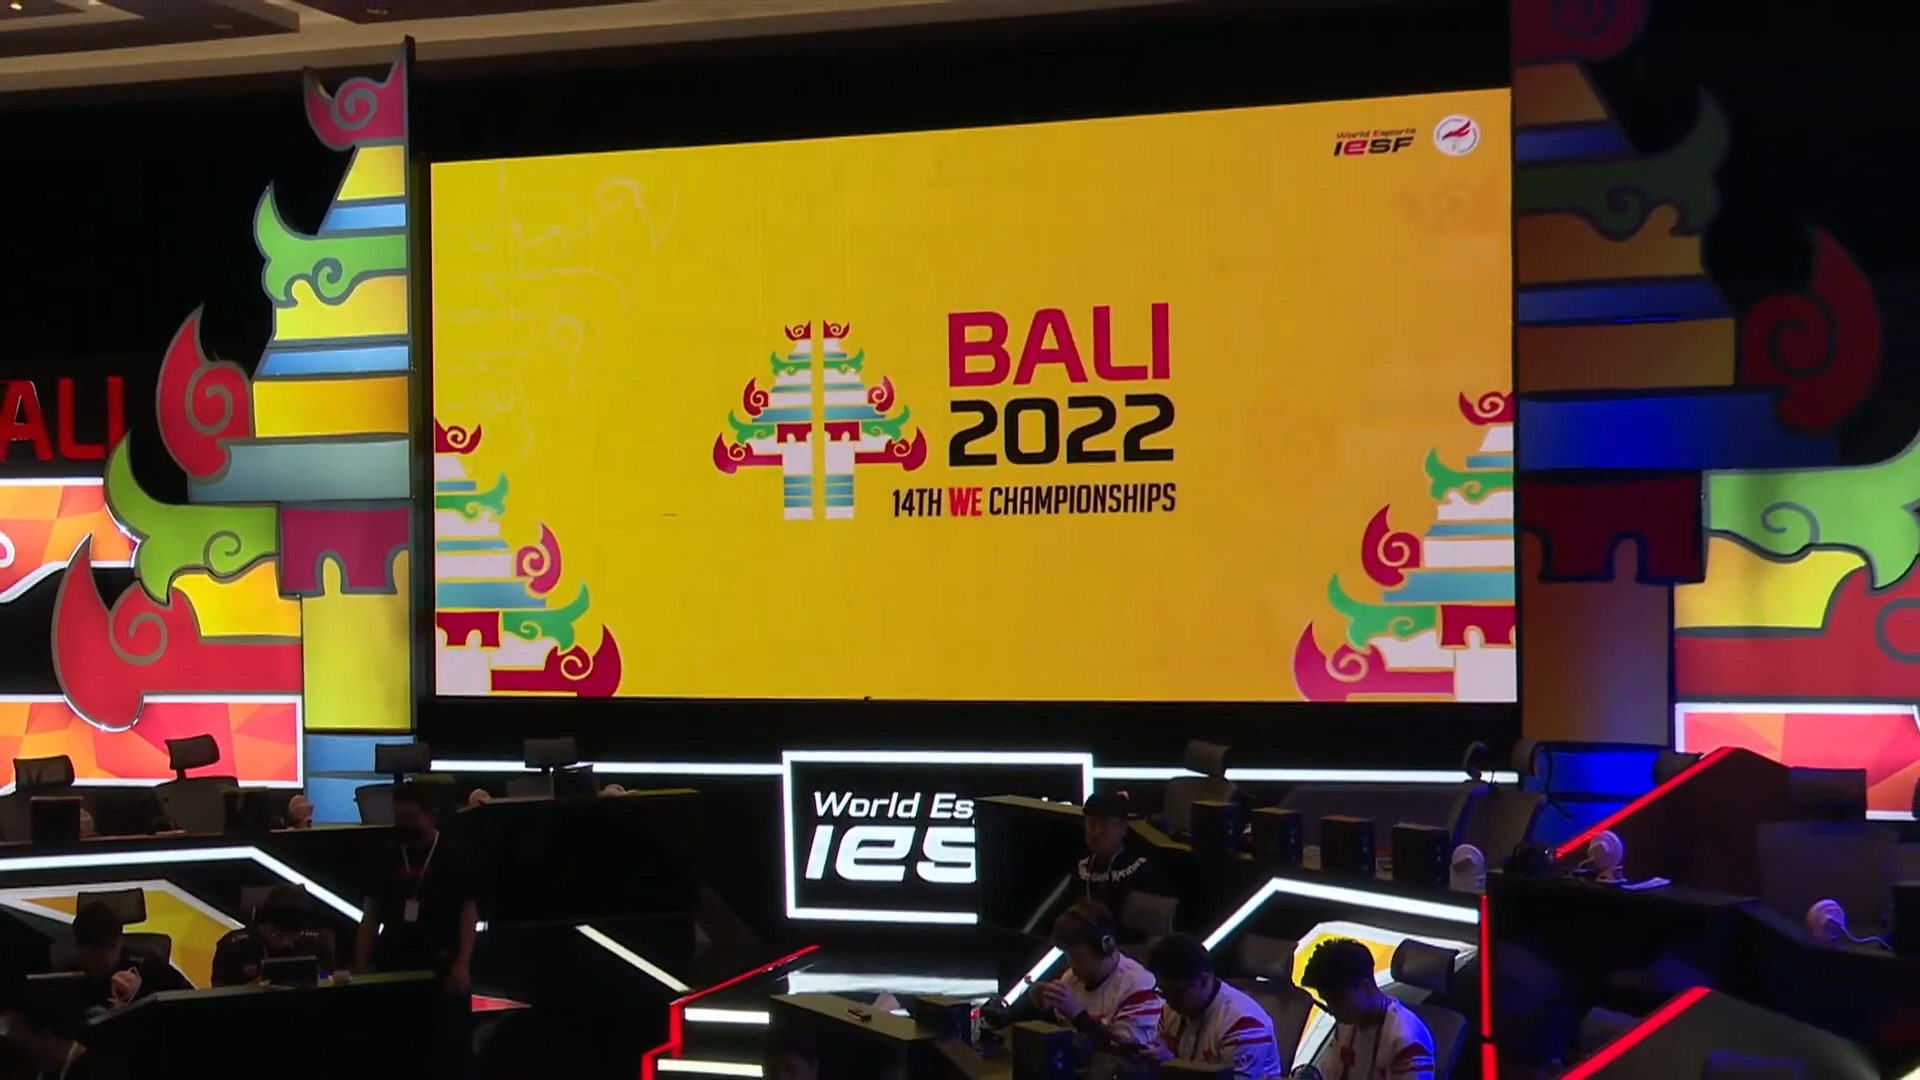 World Esports
IESF
BALI
2022
14TH WE CHAMPIONSHIPS
ALI
World Es
IES